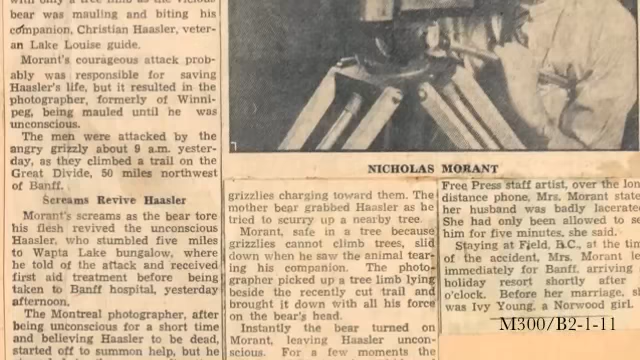 with only a tree limb as the vicious
bear was mauling and biting his
companion, Christian Haasler, veter-
an Lake Louise guide.
Morant's courageous attack prob-
ably was responsible for saving
Haasler's life, but it resulted in the
photographer, formerly of Winni-
peg, being mauled until he was
unconscious.
The men were attacked by the
angry grizzly about 9 a.m. yester-
day, as they climbed a trail on the
Great Divide, 50 miles northwest
of Banff.
Screams Revive Haasler
Morant's screams as the bear tore
his flesh revived the unconscious
Haasler, who stumbled five miles
to Wapta Lake bungalow, where
he told of the attack and received
first aid treatment before being
taken to Banff hospital, yesterday
afternoon.
The Montreal photographer, after
being unconscious for a short time
and believing Haasler to be dead,
started off to summon help, but he
NICHOLAS MORANT
grizzlies charging toward them. The
mother bear grabbed Haasler as he
tried to scurry up a nearby tree.
Morant, safe in a tree because
grizzlies cannot climb trees, slid
down when he saw the animal tear-
ing his companion. The photo-
grapher picked up a tree limb lying
beside the recently cut trail and
brought it down with all his force
on the bear's head.
Instantly the bear turned on
Morant, leaving Haasler uncon-
scious. For a few moments the
Free Press staff artist, over the lon
distance phone, Mrs. Morant state
her husband was badly lacerate
She had only been allowed to se
him for five minutes, she said.
Staying at Field, B.C., at the tim
of the accident, Mrs. Morant le
immediately for Banff, arriving
holiday resort shortly after
o'clock. Before her marriage, s
was Ivy Young, a Norwood girl.
M300/B2-1-11